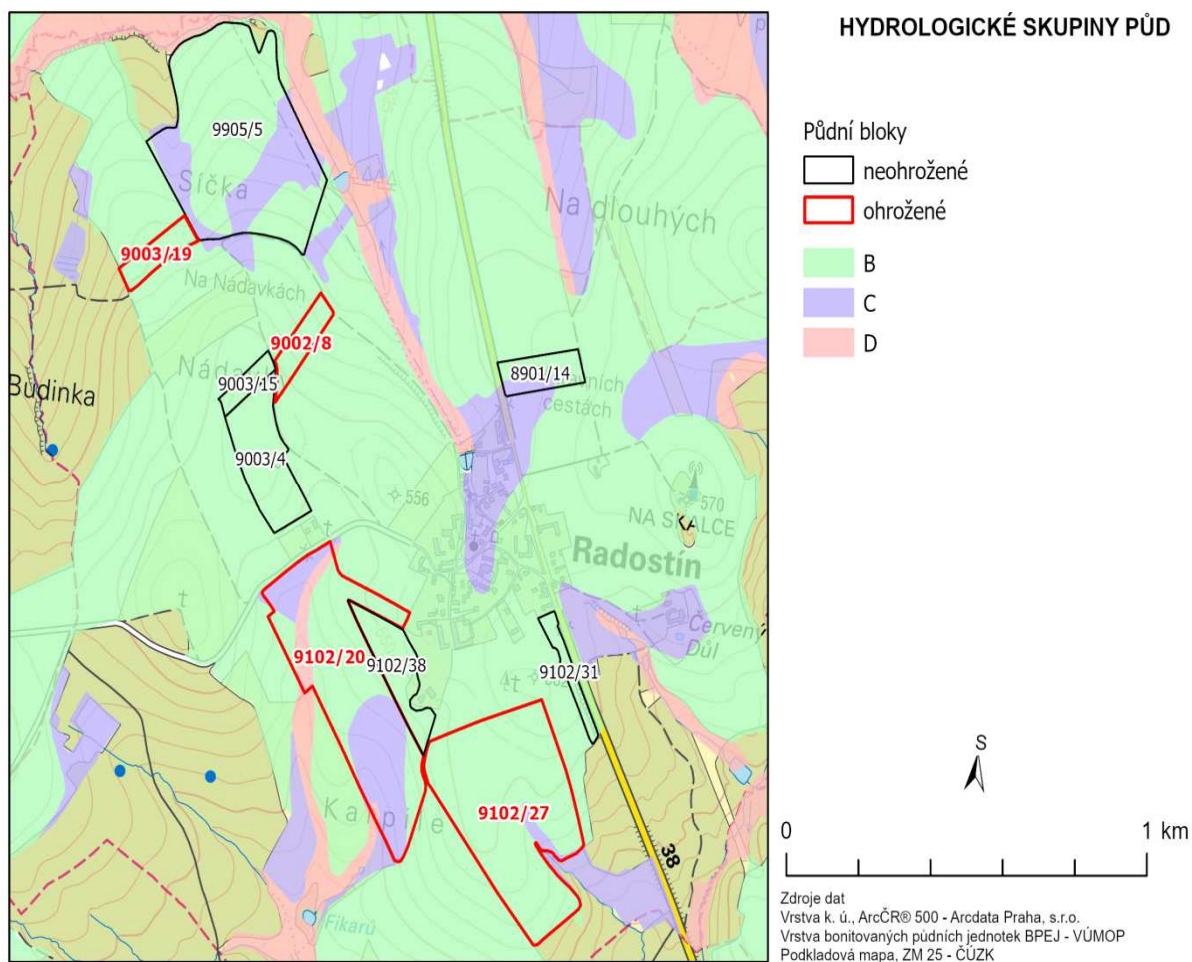 HYDROLOGICKÉ SKUPINY PŮD
Půdní bloky
neohrožené
ohrožené
B
C
D
S
0 1 km
Zdroje dat
Vrstva k. ú., ArcČR® 500 - Arcdata Praha, s.r.o.
Vrstva bonitovaných půdních jednotek BPEJ - VÚMOP
Podkladová mapa, ZM 25 - ČÚZK
9905/5
Síčka
444
Na dlouhých
9003/19
Na Nádavkách
9002/8
9003/15
8901/14
cestách
Budinka
9003/4
556
570
NA SKALCE
Radostín
Červený
Důl
9102/20
9102/38
9102/31
9102/27
38
Fikarů